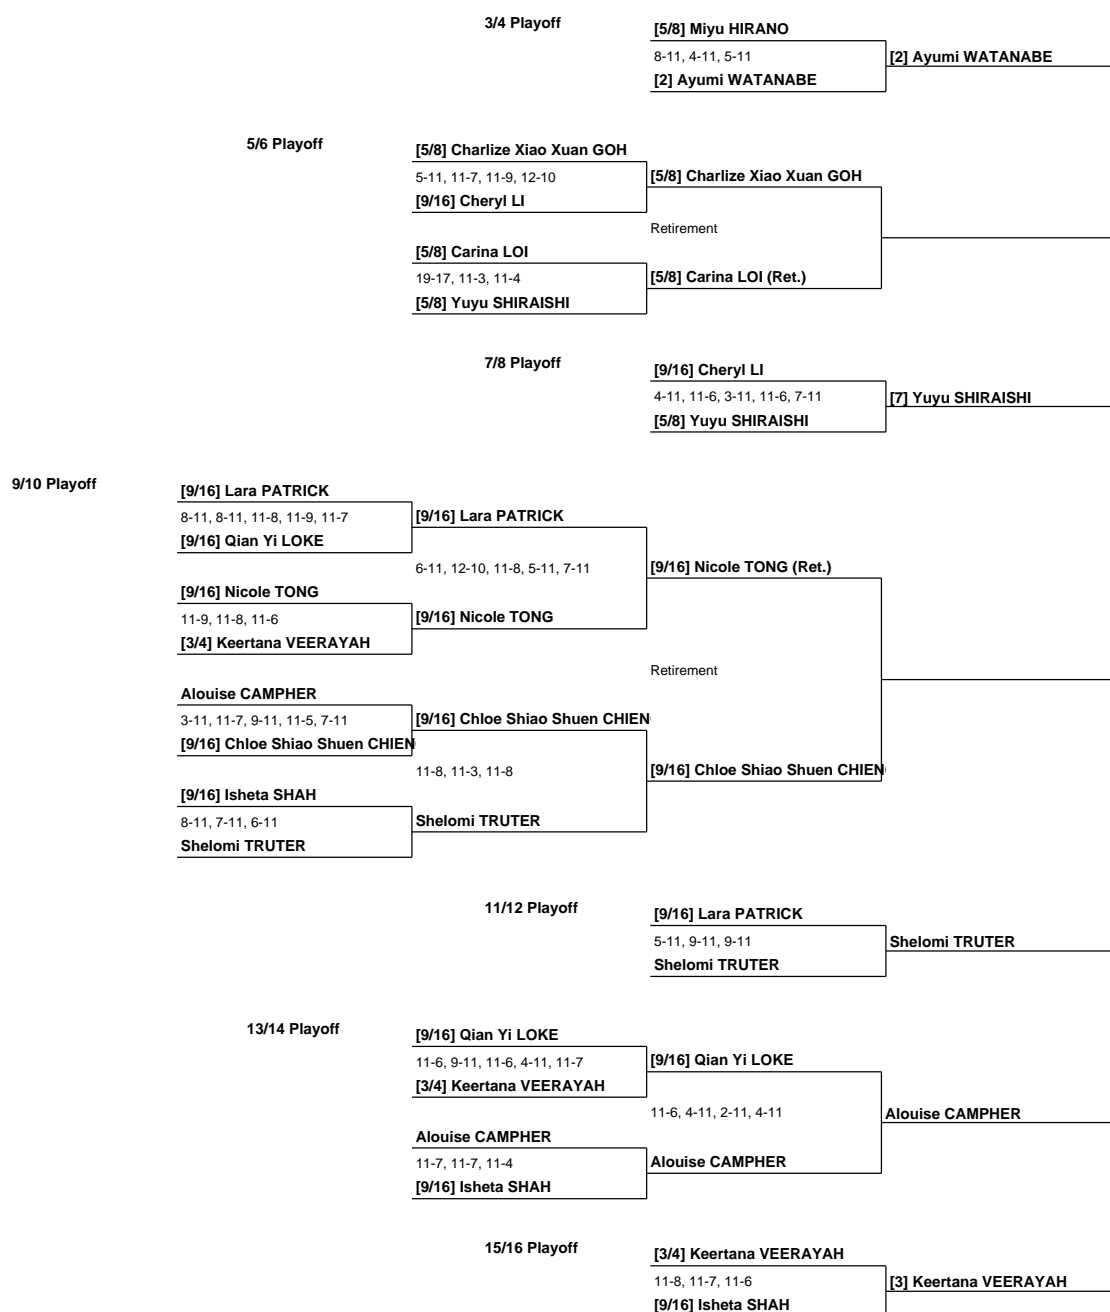 3/4 Playoff
[5/8] Miyu HIRANO
8-11, 4-11, 5-11
[2] Ayumi WATANABE
[2] Ayumi WATANABE
5/6 Playoff
[5/8] Charlize Xiao Xuan GOH
5-11, 11-7, 11-9, 12-10
[9/16] Cheryl LI
[5/8] Charlize Xiao Xuan GOH
Retirement
[5/8] Carina LOI
19-17, 11-3, 11-4
[5/8] Yuyu SHIRAISHI
[5/8] Carina LOI (Ret.)
7/8 Playoff
[9/16] Cheryl LI
4-11, 11-6, 3-11, 11-6, 7-11
[5/8] Yuyu SHIRAISHI
[7] Yuyu SHIRAISHI
9/10 Playoff
[9/16] Lara PATRICK
8-11, 8-11, 11-8, 11-9, 11-7
[9/16] Qian Yi LOKE
[9/16] Lara PATRICK
6-11, 12-10, 11-8, 5-11, 7-11
[9/16] Nicole TONG (Ret.)
[9/16] Nicole TONG
11-9, 11-8, 11-6
[3/4] Keertana VEERAYAH
[9/16] Nicole TONG
Retirement
Alouise CAMPHER
3-11, 11-7, 9-11, 11-5, 7-11
[9/16] Chloe Shiao Shuen CHIEN
[9/16] Chloe Shiao Shuen CHIEN
11-8, 11-3, 11-8
[9/16] Chloe Shiao Shuen CHIEN
[9/16] Isheta SHAH
8-11, 7-11, 6-11
Shelomi TRUTER
Shelomi TRUTER
11/12 Playoff
[9/16] Lara PATRICK
5-11, 9-11, 9-11
Shelomi TRUTER
Shelomi TRUTER
13/14 Playoff
[9/16] Qian Yi LOKE
11-6, 9-11, 11-6, 4-11, 11-7
[3/4] Keertana VEERAYAH
[9/16] Qian Yi LOKE
11-6, 4-11, 2-11, 4-11
Alouise CAMPHER
Alouise CAMPHER
11-7, 11-7, 11-4
[9/16] Isheta SHAH
Alouise CAMPHER
15/16 Playoff
[3/4] Keertana VEERAYAH
11-8, 11-7, 11-6
[9/16] Isheta SHAH
[3] Keertana VEERAYAH